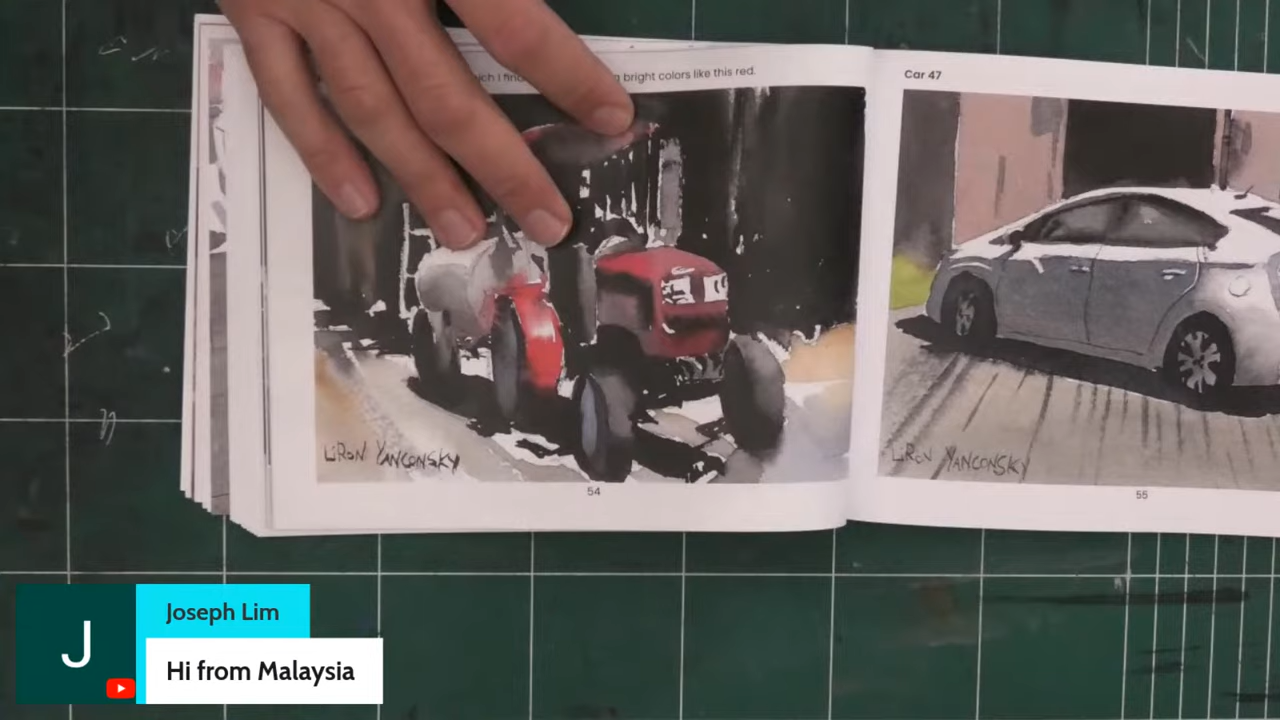 bright colors like this red.
Car 47
LiRoN YANCONSKY
LiRoN YANCONSKY
54
55
J
Joseph Lim
Hi from Malaysia